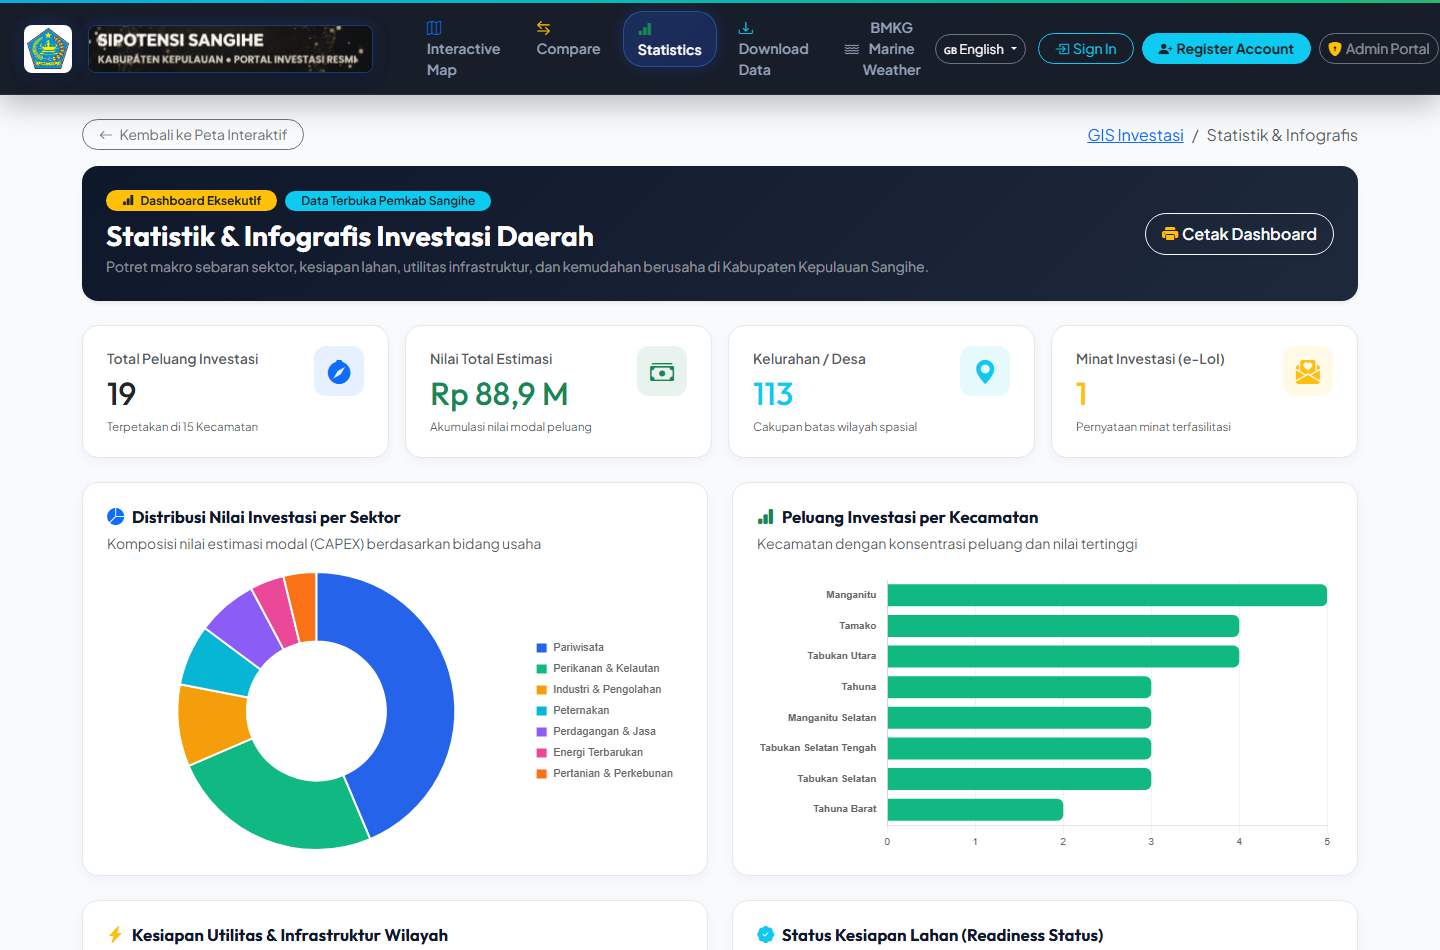 SIPOTENSI SANGIHE
KABUPATEN KEPULAUAN • PORTAL INVESTASI RESMI
Interactive Map
Compare
Statistics
Download Data
BMKG Marine Weather
GB English
Sign In
Register Account
Admin Portal
Kembali ke Peta Interaktif
GIS Investasi / Statistik & Infografis
Dashboard Eksekutif
Data Terbuka Pemkab Sangihe
Statistik & Infografis Investasi Daerah
Potret makro sebaran sektor, kesiapan lahan, utilitas infrastruktur, dan kemudahan berusaha di Kabupaten Kepulauan Sangihe.
Cetak Dashboard
Total Peluang Investasi
19
Terpetakan di 15 Kecamatan
Nilai Total Estimasi
Rp 88,9 M
Akumulasi nilai modal peluang
Kelurahan / Desa
113
Cakupan batas wilayah spasial
Minat Investasi (e-LoI)
1
Pernyataan minat terfasilitasi
Distribusi Nilai Investasi per Sektor
Komposisi nilai estimasi modal (CAPEX) berdasarkan bidang usaha
Pariwisata
Perikanan & Kelautan
Industri & Pengolahan
Peternakan
Perdagangan & Jasa
Energi Terbarukan
Pertanian & Perkebunan
Peluang Investasi per Kecamatan
Kecamatan dengan konsentrasi peluang dan nilai tertinggi
Manganitu
Tamako
Tabukan Utara
Tahuna
Manganitu Selatan
Tabukan Selatan Tengah
Tabukan Selatan
Tahuna Barat
0 1 2 3 4 5
Kesiapan Utilitas & Infrastruktur Wilayah
Status Kesiapan Lahan (Readiness Status)